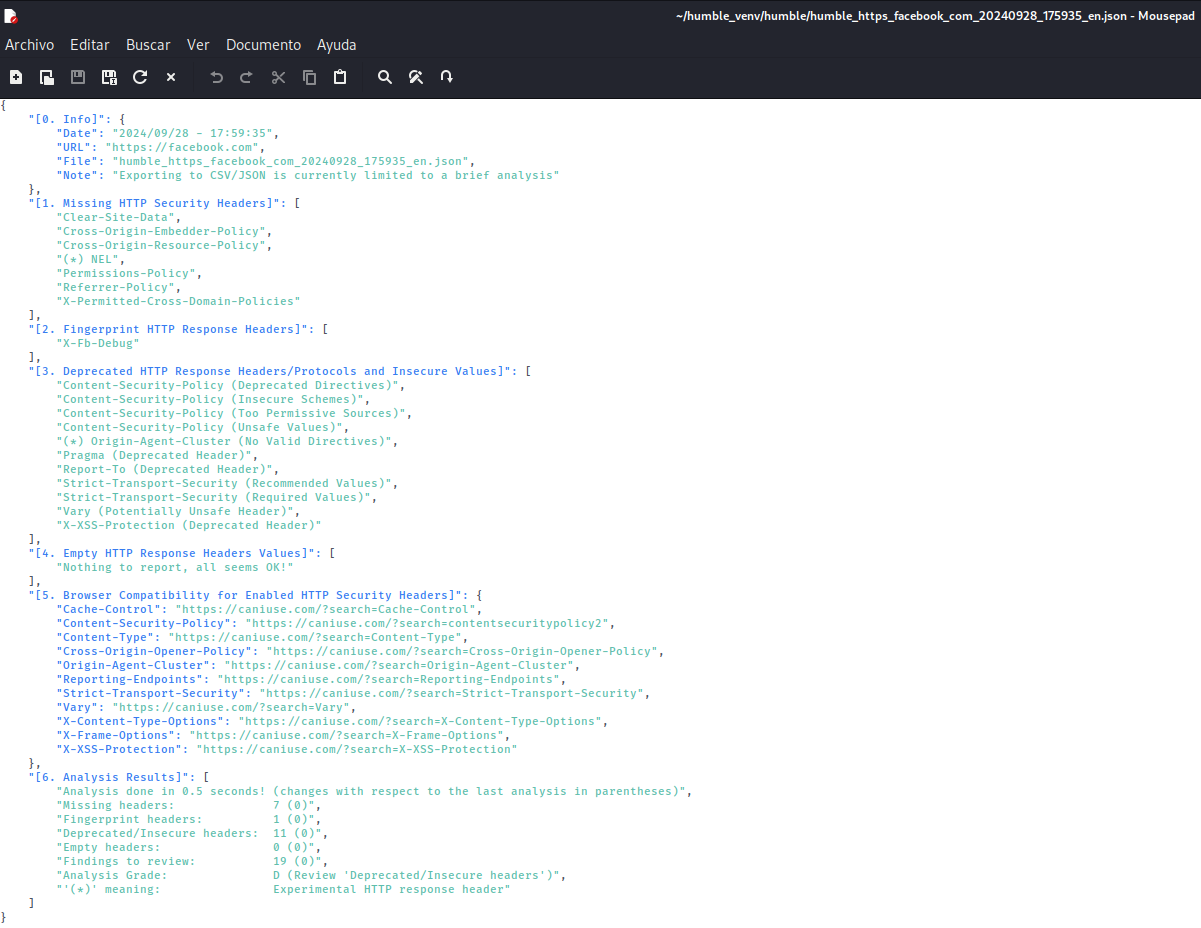 ~/humble_venv/humble/humble_https_facebook_com_20240928_175935_en.json - Mousepad
Archivo Editar Buscar Ver Documento Ayuda
{
    "[0. Info]": {
        "Date": "2024/09/28 - 17:59:35",
        "URL": "https://facebook.com",
        "File": "humble_https_facebook_com_20240928_175935_en.json",
        "Note": "Exporting to CSV/JSON is currently limited to a brief analysis"
    },
    "[1. Missing HTTP Security Headers]": [
        "Clear-Site-Data",
        "Cross-Origin-Embedder-Policy",
        "Cross-Origin-Resource-Policy",
        "(*) NEL",
        "Permissions-Policy",
        "Referrer-Policy",
        "X-Permitted-Cross-Domain-Policies"
    ],
    "[2. Fingerprint HTTP Response Headers]": [
        "X-Fb-Debug"
    ],
    "[3. Deprecated HTTP Response Headers/Protocols and Insecure Values]": [
        "Content-Security-Policy (Deprecated Directives)",
        "Content-Security-Policy (Insecure Schemes)",
        "Content-Security-Policy (Too Permissive Sources)",
        "Content-Security-Policy (Unsafe Values)",
        "(*) Origin-Agent-Cluster (No Valid Directives)",
        "Pragma (Deprecated Header)",
        "Report-To (Deprecated Header)",
        "Strict-Transport-Security (Recommended Values)",
        "Strict-Transport-Security (Required Values)",
        "Vary (Potentially Unsafe Header)",
        "X-XSS-Protection (Deprecated Header)"
    ],
    "[4. Empty HTTP Response Headers Values]": [
        "Nothing to report, all seems OK!"
    ],
    "[5. Browser Compatibility for Enabled HTTP Security Headers]": {
        "Cache-Control": "https://caniuse.com/?search=Cache-Control",
        "Content-Security-Policy": "https://caniuse.com/?search=contentsecuritypolicy2",
        "Content-Type": "https://caniuse.com/?search=Content-Type",
        "Cross-Origin-Opener-Policy": "https://caniuse.com/?search=Cross-Origin-Opener-Policy",
        "Origin-Agent-Cluster": "https://caniuse.com/?search=Origin-Agent-Cluster",
        "Reporting-Endpoints": "https://caniuse.com/?search=Reporting-Endpoints",
        "Strict-Transport-Security": "https://caniuse.com/?search=Strict-Transport-Security",
        "Vary": "https://caniuse.com/?search=Vary",
        "X-Content-Type-Options": "https://caniuse.com/?search=X-Content-Type-Options",
        "X-Frame-Options": "https://caniuse.com/?search=X-Frame-Options",
        "X-XSS-Protection": "https://caniuse.com/?search=X-XSS-Protection"
    },
    "[6. Analysis Results]": [
        "Analysis done in 0.5 seconds! (changes with respect to the last analysis in parentheses)",
        "Missing headers:              7 (0)",
        "Fingerprint headers:          1 (0)",
        "Deprecated/Insecure headers:  11 (0)",
        "Empty headers:                0 (0)",
        "Findings to review:           19 (0)",
        "Analysis Grade:               D (Review 'Deprecated/Insecure headers')",
        "'(*)' meaning:                Experimental HTTP response header"
    ]
}